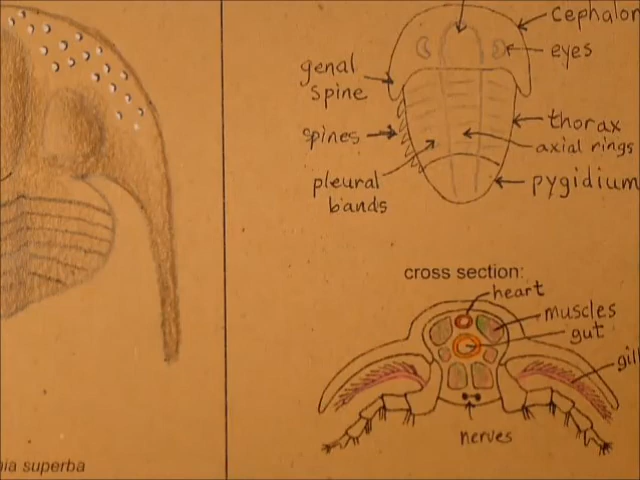 cephalon
eyes
genal
spine
spines
thorax
axial rings
pleural
bands
pygidium
cross section:
heart
muscles
gut
gill
nerves
superba